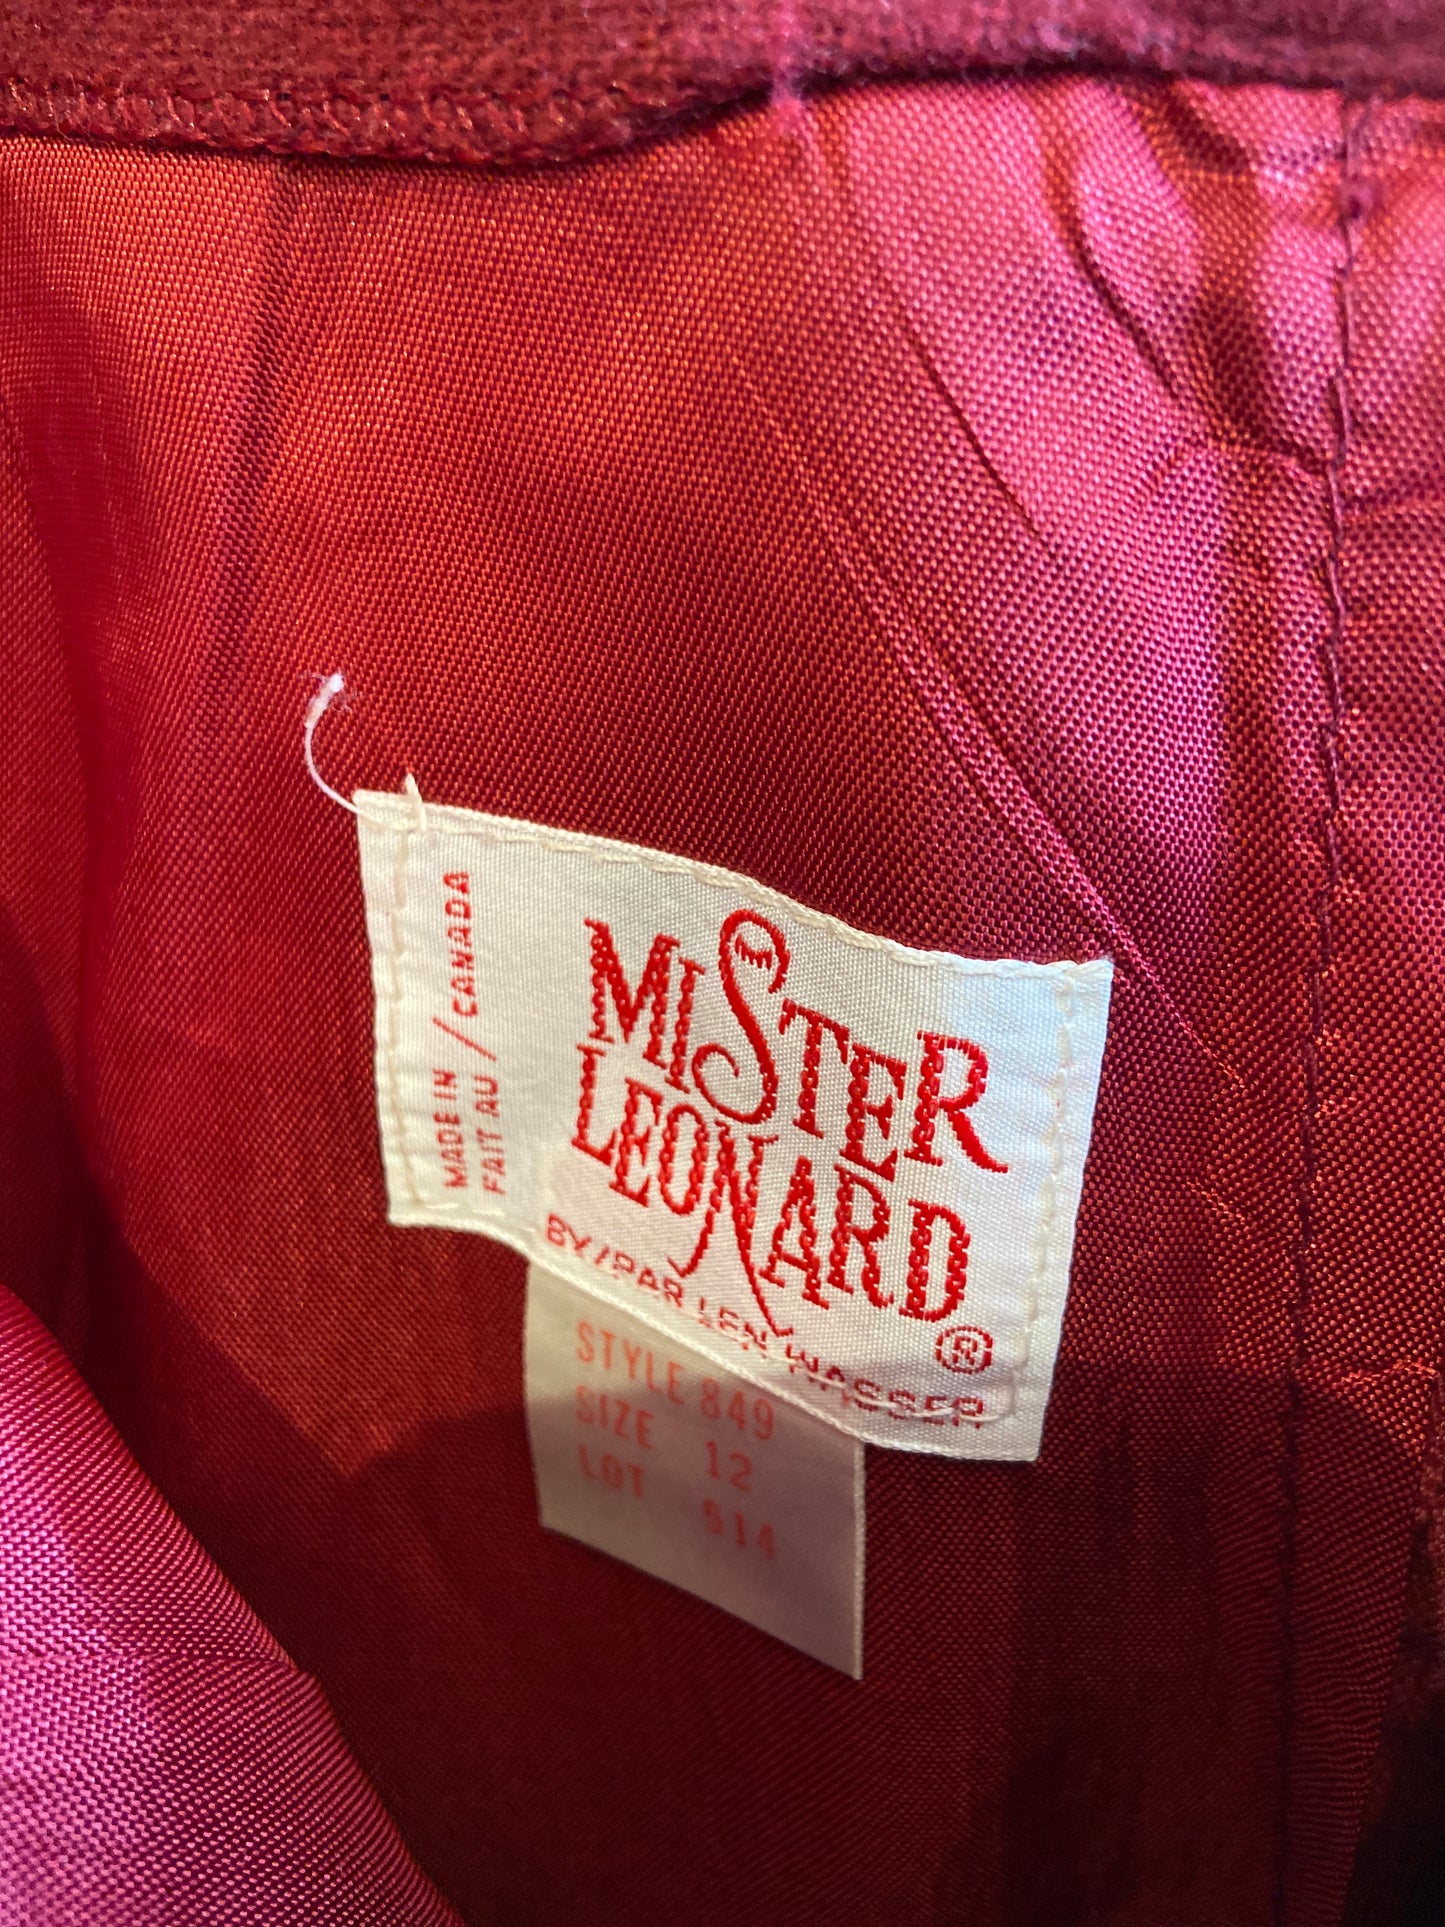 MADE IN / CANADA
FAIT AU
MISTER
LEONARD
BY/PAR LEN WASSER
®
STYLE 849
SIZE 12
LOT 514